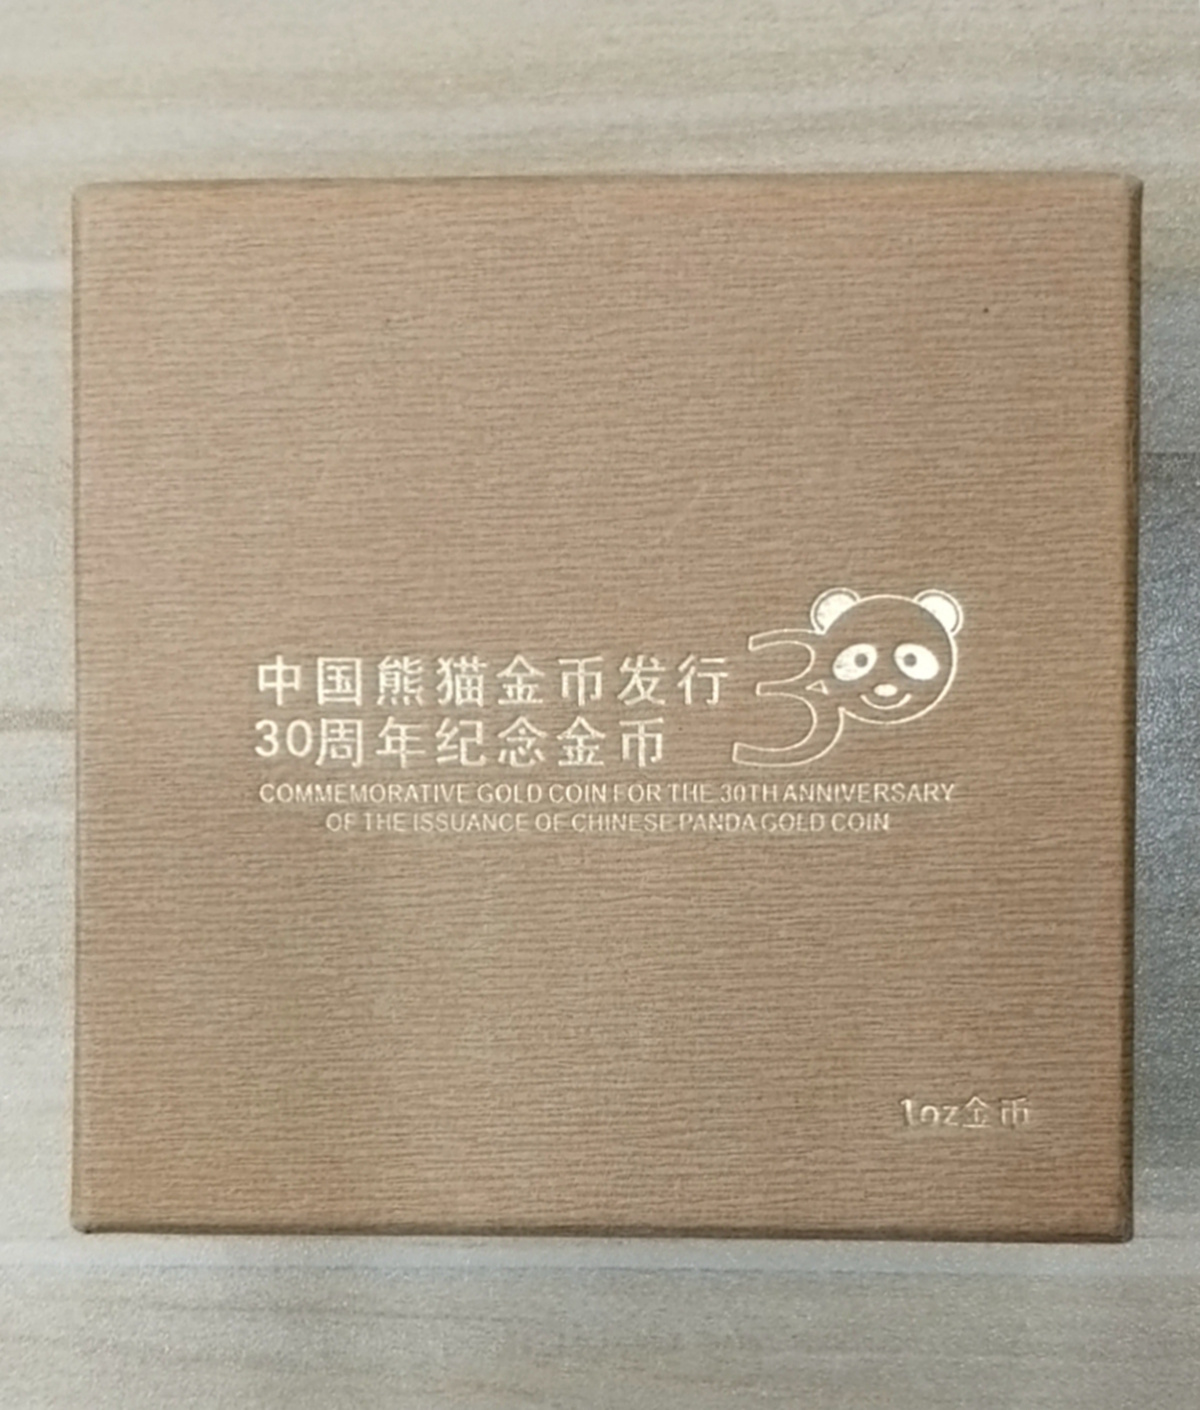 中国熊猫金币发行
30周年纪念金币
30
COMMEMORATIVE GOLD COIN FOR THE 30TH ANNIVERSARY
OF THE ISSUANCE OF CHINESE PANDA GOLD COIN
1oz金币